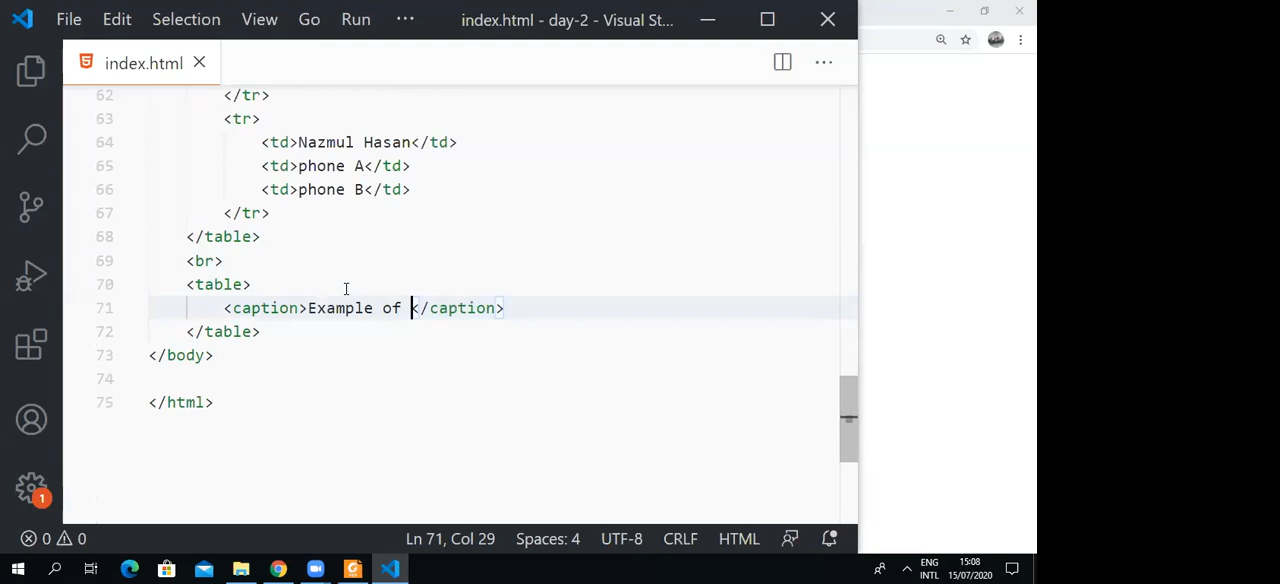 File Edit Selection View Go Run ··· index.html - day-2 - Visual St...
index.html
62 </tr>
63 <tr>
64 <td>Nazmul Hasan</td>
65 <td>phone A</td>
66 <td>phone B</td>
67 </tr>
68 </table>
69 <br>
70 <table>
71 <caption>Example of </caption>
72 </table>
73 </body>
74
75 </html>
1
0 0 Ln 71, Col 29 Spaces: 4 UTF-8 CRLF HTML
ENG 15:08
INTL 15/07/2020